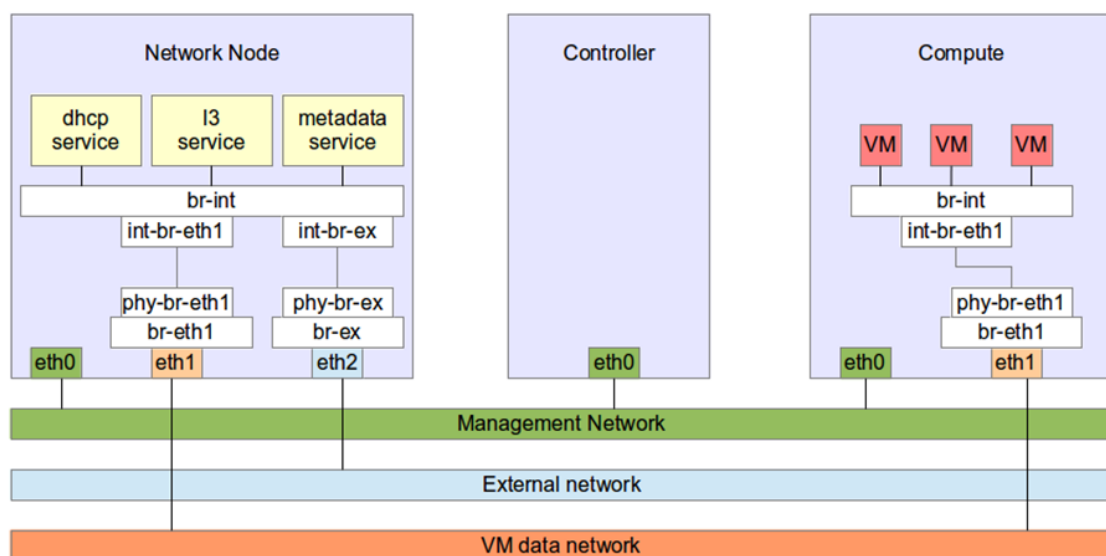 Network Node
Controller
Compute
dhcp
service
l3
service
metadata
service
VM
VM
VM
br-int
br-int
int-br-eth1
int-br-ex
int-br-eth1
phy-br-eth1
phy-br-ex
phy-br-eth1
br-eth1
br-ex
br-eth1
eth0
eth1
eth2
eth0
eth0
eth1
Management Network
External network
VM data network